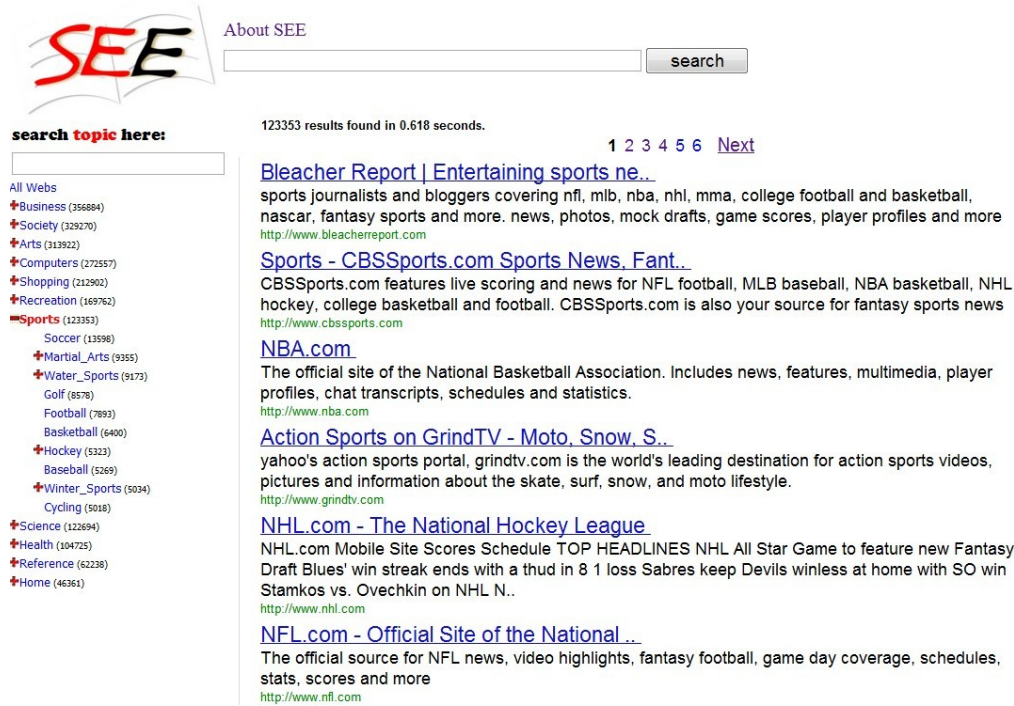 SEE
About SEE
search
search topic here:
All Webs
Business (356884)
Society (329270)
Arts (313922)
Computers (272557)
Shopping (212902)
Recreation (169762)
Sports (123353)
Soccer (13598)
Martial_Arts (9355)
Water_Sports (9173)
Golf (8578)
Football (7893)
Basketball (6400)
Hockey (5323)
Baseball (5269)
Winter_Sports (5034)
Cycling (5018)
Science (122694)
Health (104725)
Reference (62238)
Home (46361)
123353 results found in 0.618 seconds.
1 2 3 4 5 6 Next
Bleacher Report | Entertaining sports ne..
sports journalists and bloggers covering nfl, mlb, nba, nhl, mma, college football and basketball,
nascar, fantasy sports and more. news, photos, mock drafts, game scores, player profiles and more
http://www.bleacherreport.com
Sports - CBSSports.com Sports News, Fant..
CBSSports.com features live scoring and news for NFL football, MLB baseball, NBA basketball, NHL
hockey, college basketball and football. CBSSports.com is also your source for fantasy sports news
http://www.cbssports.com
NBA.com
The official site of the National Basketball Association. Includes news, features, multimedia, player
profiles, chat transcripts, schedules and statistics.
http://www.nba.com
Action Sports on GrindTV - Moto, Snow, S..
yahoo's action sports portal, grindtv.com is the world's leading destination for action sports videos,
pictures and information about the skate, surf, snow, and moto lifestyle.
http://www.grindtv.com
NHL.com - The National Hockey League
NHL.com Mobile Site Scores Schedule TOP HEADLINES NHL All Star Game to feature new Fantasy
Draft Blues' win streak ends with a thud in 8 1 loss Sabres keep Devils winless at home with SO win
Stamkos vs. Ovechkin on NHL N..
http://www.nhl.com
NFL.com - Official Site of the National ..
The official source for NFL news, video highlights, fantasy football, game day coverage, schedules,
stats, scores and more
http://www.nfl.com